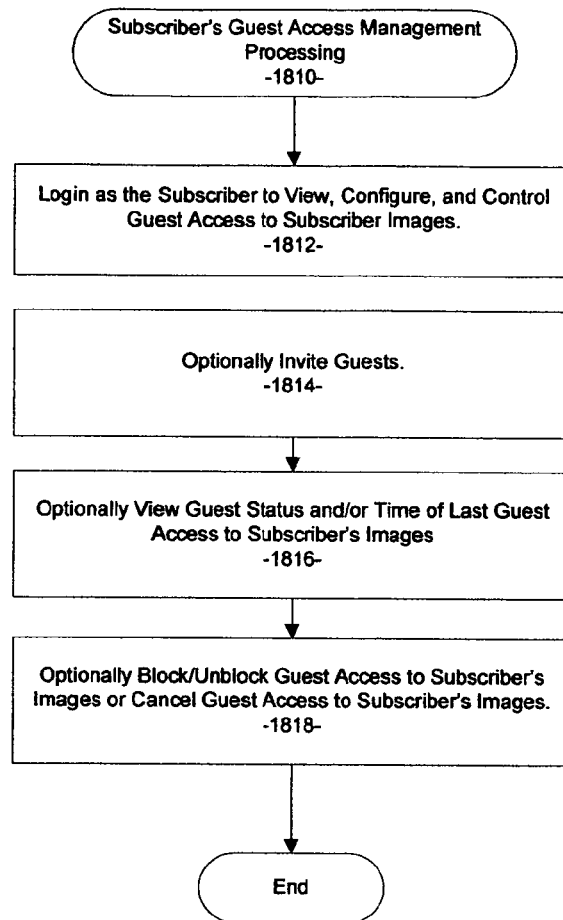 Subscriber's Guest Access Management
Processing
-1810-
Login as the Subscriber to View, Configure, and Control
Guest Access to Subscriber Images.
-1812-
Optionally Invite Guests.
-1814-
Optionally View Guest Status and/or Time of Last Guest
Access to Subscriber's Images
-1816-
Optionally Block/Unblock Guest Access to Subscriber's
Images or Cancel Guest Access to Subscriber's Images.
-1818-
End